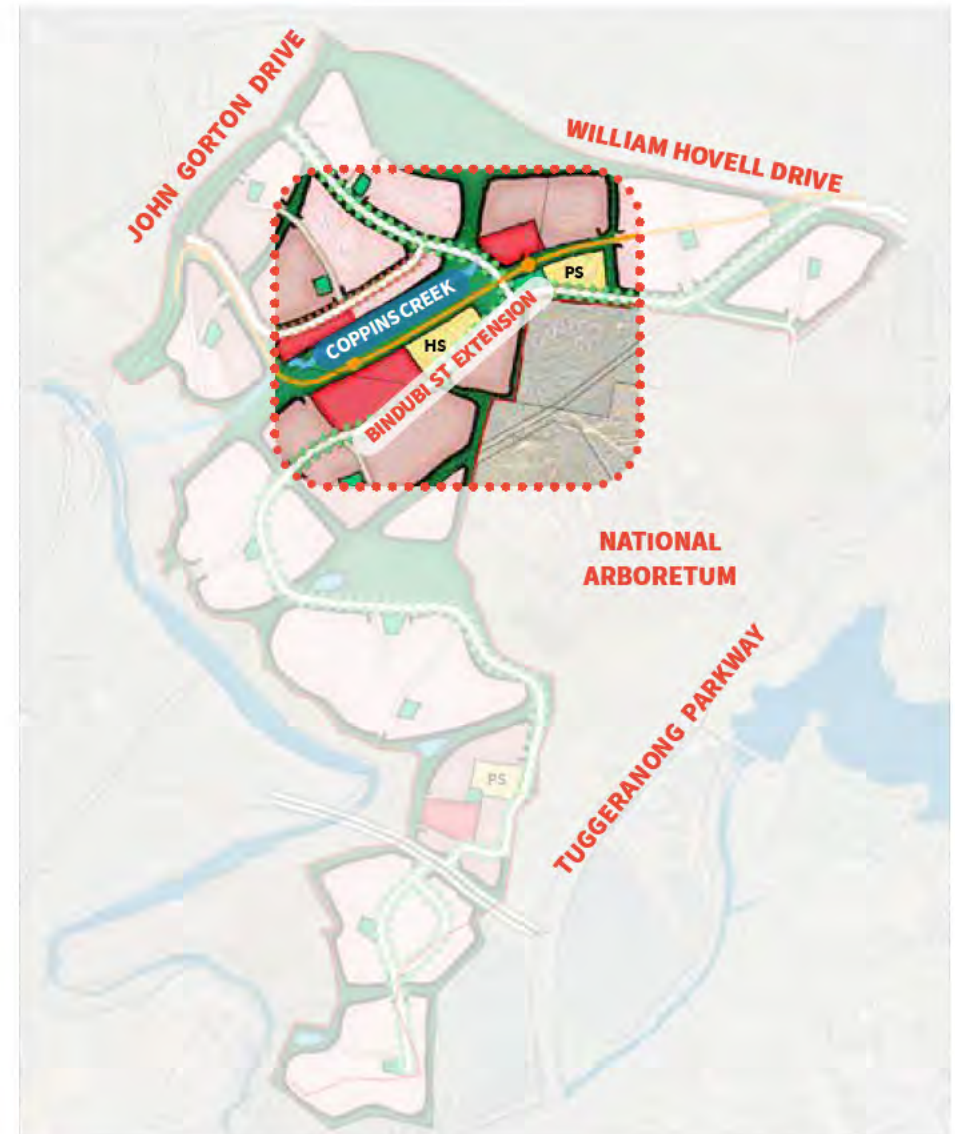 JOHN GORTON DRIVE
WILLIAM HOVELL DRIVE
PS
COPPINS CREEK
HS
BINDUBI ST EXTENSION
NATIONAL
ARBORETUM
TUGGERANONG PARKWAY
PS